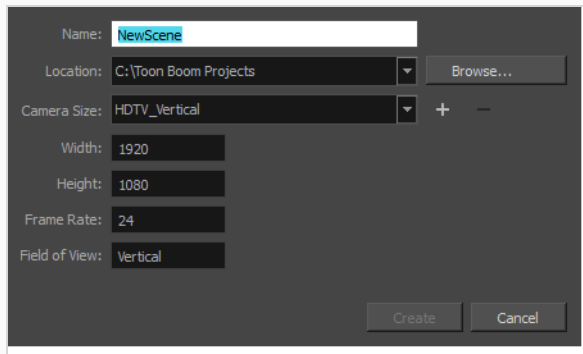 Name: NewScene
Location: C:\Toon Boom Projects Browse...
Camera Size: HDTV_Vertical + −
Width: 1920
Height: 1080
Frame Rate: 24
Field of View: Vertical
Create Cancel